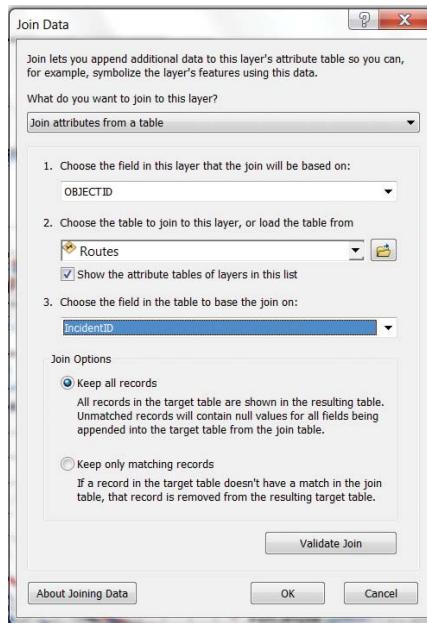 Join Data
Join lets you append additional data to this layer's attribute table so you can,
for example, symbolize the layer's features using this data.
What do you want to join to this layer?
Join attributes from a table
1. Choose the field in this layer that the join will be based on:
OBJECTID
2. Choose the table to join to this layer, or load the table from
Routes
Show the attribute tables of layers in this list
3. Choose the field in the table to base the join on:
IncidentID
Join Options
Keep all records
All records in the target table are shown in the resulting table.
Unmatched records will contain null values for all fields being
appended into the target table from the join table.
Keep only matching records
If a record in the target table doesn't have a match in the join
table, that record is removed from the resulting target table.
Validate Join
About Joining Data OK Cancel